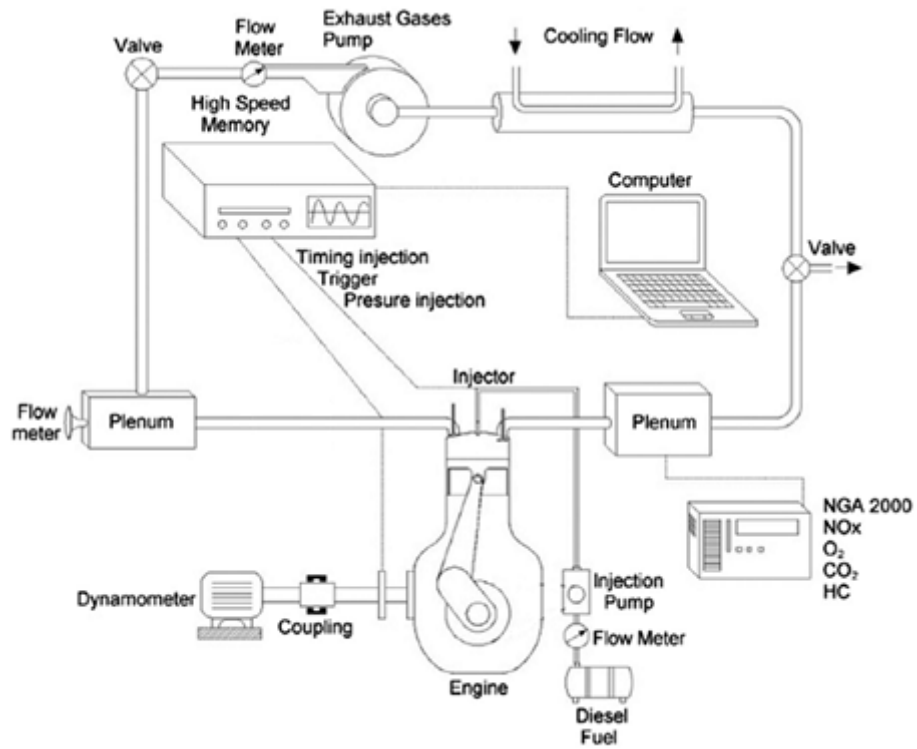 Exhaust Gases
Pump
Flow
Meter
Valve
Cooling Flow
High Speed
Memory
Computer
Valve
Timing injection
Trigger
Presure injection
Injector
Flow
meter
Plenum
Plenum
NGA 2000
NOx
O₂
CO₂
HC
Dynamometer
Coupling
Injection
Pump
Flow Meter
Engine
Diesel
Fuel